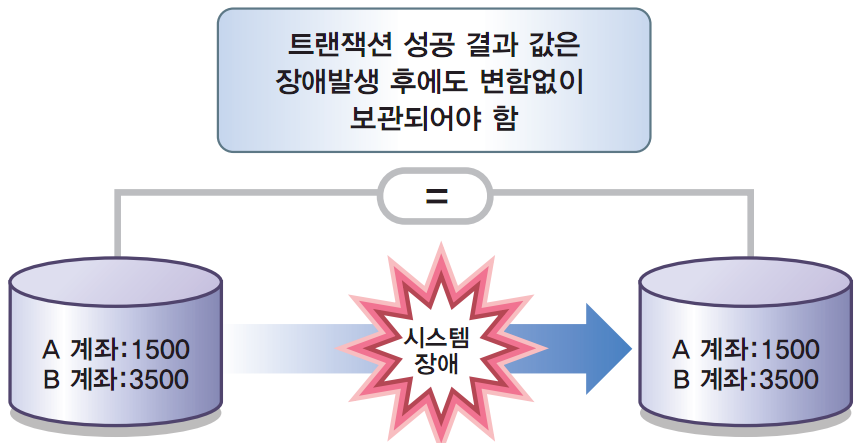 트랜잭션 성공 결과 값은
장애발생 후에도 변함없이
보관되어야 함
=
A 계좌:1500
B 계좌:3500
시스템
장애
A 계좌:1500
B 계좌:3500